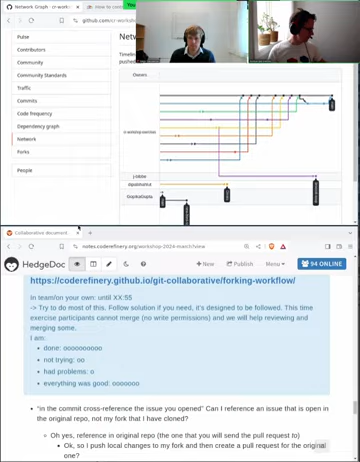 Network Graph · cr-work
how to com
github.com/cr-worksho
Pulse
Contributors
Community
Community Standards
Traffic
Commits
Code frequency
Dependency graph
Network
Forks
People
Netw
Timeline
pushed
Owners
Collaborative document
notes.coderefinery.org/workshop-2024-march/view
HedgeDoc
New
Publish
Menu
94 ONLINE
https://coderefinery.github.io/git-collaborative/forking-workflow/
In team/on your own: until XX:55
-> Try to do most of this. Follow solution if you need, it's designed to be followed. This time
exercise participants cannot merge (no write permissions) and we will help reviewing and
merging some.
I am:
• done: oooooooooo
• not trying: oo
• had problems: o
• everything was good: ooooooo
• "in the commit cross-reference the issue you opened" Can I reference an issue that is open in
the original repo, not my fork that I have cloned?
Oh yes, reference in original repo (the one that you will send the pull request to)
Ok, so I push local changes to my fork and then create a pull request for the original
one?